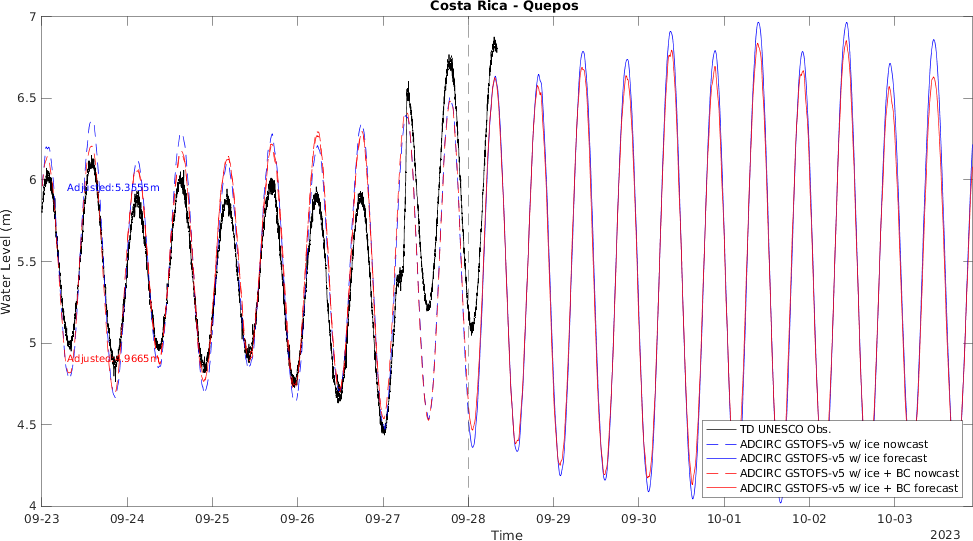 Costa Rica - Quepos
7
6.5
6
5.5
5
4.5
4
Water Level (m)
Adjusted:5.3555m
TD UNESCO Obs.
ADCIRC GSTOFS-v5 w/ ice nowcast
ADCIRC GSTOFS-v5 w/ ice forecast
ADCIRC GSTOFS-v5 w/ ice + BC nowcast
ADCIRC GSTOFS-v5 w/ ice + BC forecast
09-23 09-24 09-25 09-26 09-27 09-28 09-29 09-30 10-01 10-02 10-03
Time
2023